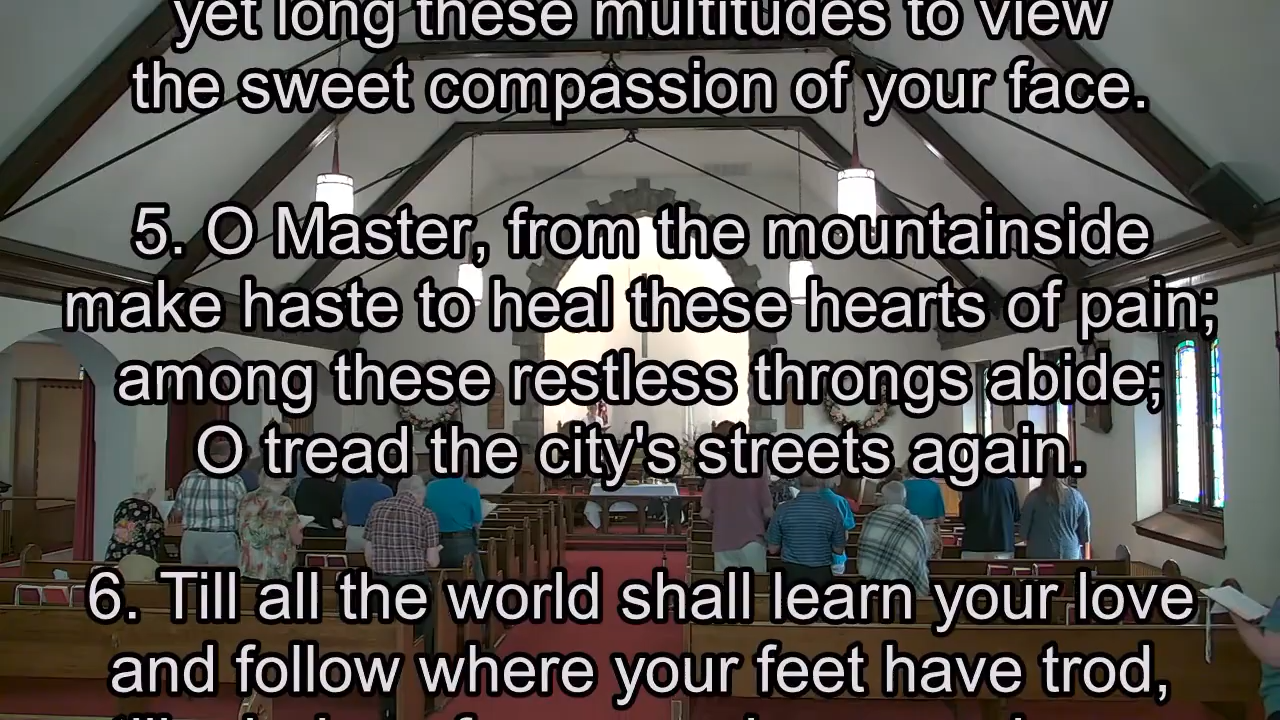 yet long these multitudes to view
the sweet compassion of your face.
5. O Master, from the mountainside
make haste to heal these hearts of pain;
among these restless throngs abide;
O tread the city's streets again.
6. Till all the world shall learn your love
and follow where your feet have trod,